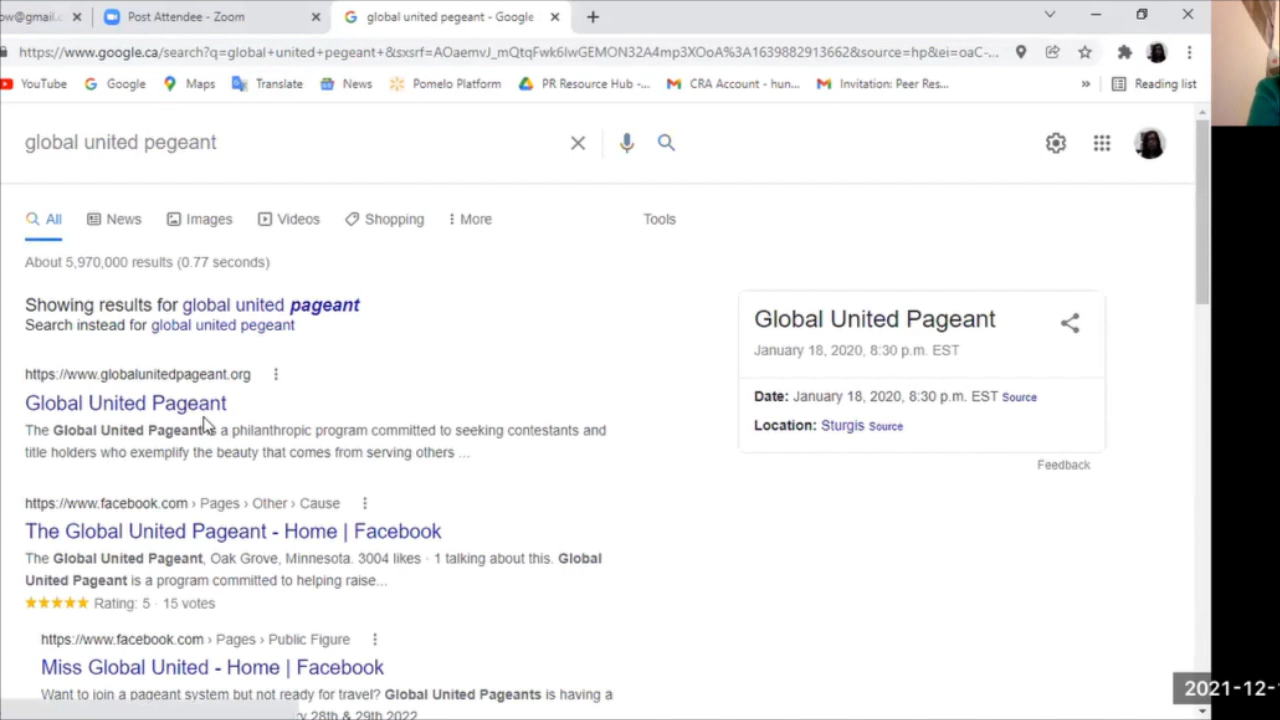 ow@gmail.c
Post Attendee - Zoom
global united pegeant - Google
https://www.google.ca/search?q=global+united+pegeant+&sxsrf=AOaemvJ_mQtqFwk6lwGEMON32A4mp3XOoA%3A1639882913662&source=hp&ei=oaC-...
YouTube
Google
Maps
Translate
News
Pomelo Platform
PR Resource Hub -...
CRA Account - hun...
Invitation: Peer Res...
»
Reading list
global united pegeant
All
News
Images
Videos
Shopping
More
Tools
About 5,970,000 results (0.77 seconds)
Showing results for global united pageant
Search instead for global united pegeant
https://www.globalunitedpageant.org
Global United Pageant
The Global United Pageant is a philanthropic program committed to seeking contestants and
title holders who exemplify the beauty that comes from serving others ...
https://www.facebook.com › Pages › Other › Cause
The Global United Pageant - Home | Facebook
The Global United Pageant, Oak Grove, Minnesota. 3004 likes · 1 talking about this. Global
United Pageant is a program committed to helping raise...
Rating: 5 · 15 votes
https://www.facebook.com › Pages › Public Figure
Miss Global United - Home | Facebook
Want to join a pageant system but not ready for travel? Global United Pageants is having a
ry 28th & 29th 2022
Global United Pageant
January 18, 2020, 8:30 p.m. EST
Date: January 18, 2020, 8:30 p.m. EST Source
Location: Sturgis Source
Feedback
2021-12-